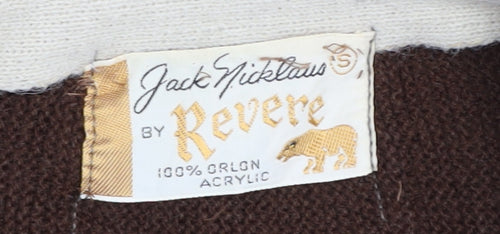 Jack Nicklaus S
BY Revere
100% ORLON
ACRYLIC